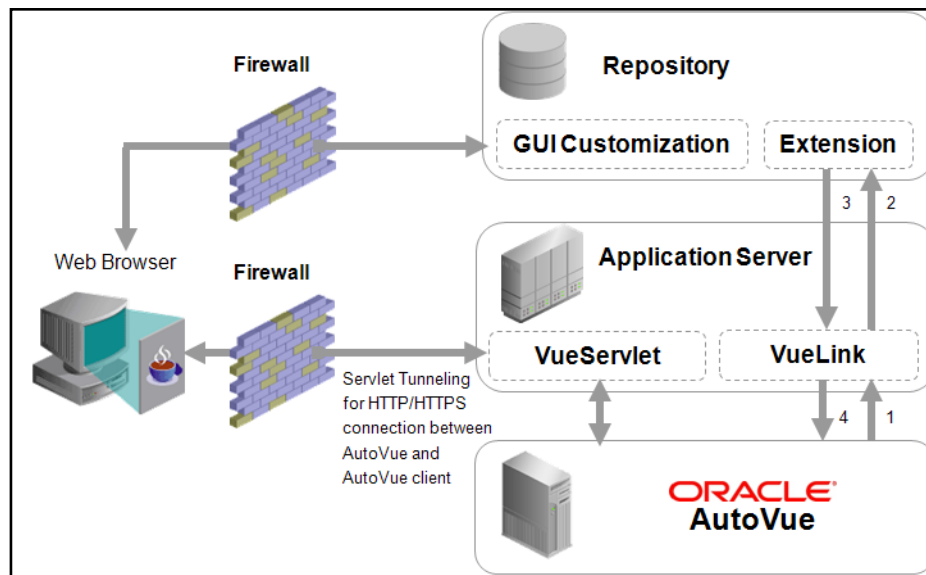 Firewall
Repository
GUI Customization
Extension
3
2
Web Browser
Firewall
Application Server
VueServlet
VueLink
Servlet Tunneling
for HTTP/HTTPS
connection between
AutoVue and
AutoVue client
4
1
ORACLE®
AutoVue